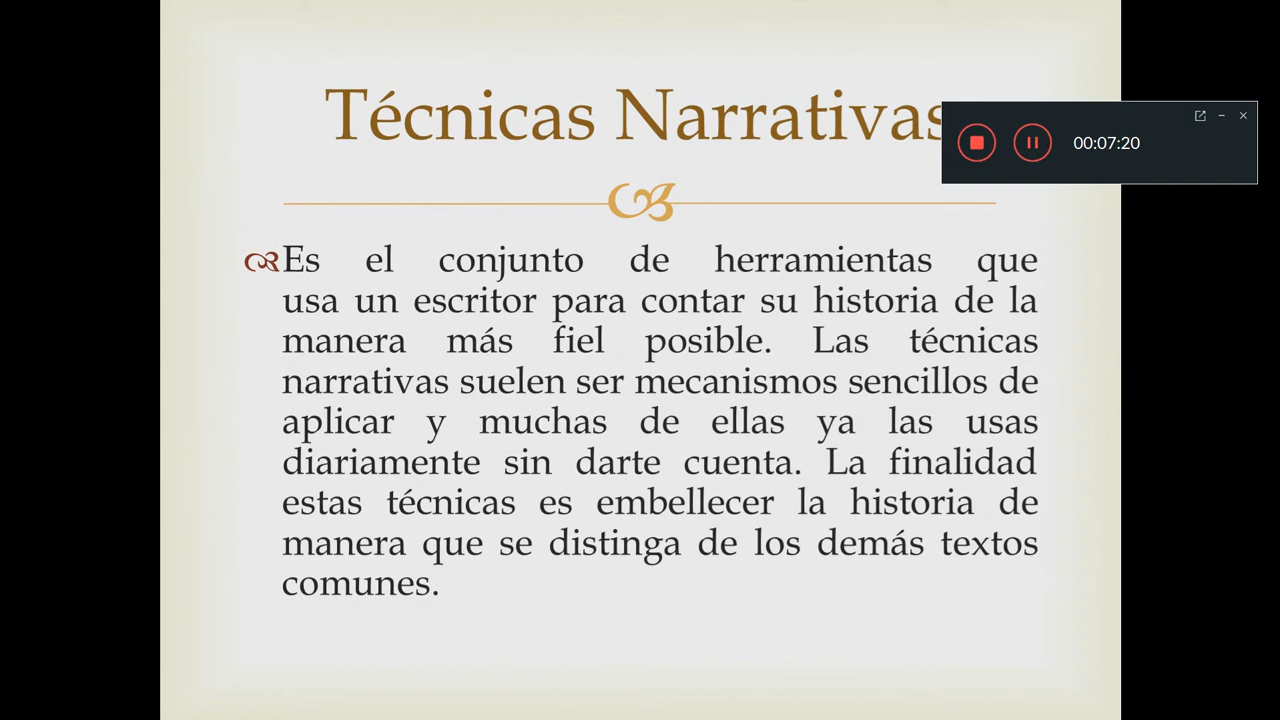 Técnicas Narrativas
00:07:20
Es el conjunto de herramientas que
usa un escritor para contar su historia de la
manera más fiel posible. Las técnicas
narrativas suelen ser mecanismos sencillos de
aplicar y muchas de ellas ya las usas
diariamente sin darte cuenta. La finalidad
estas técnicas es embellecer la historia de
manera que se distinga de los demás textos
comunes.